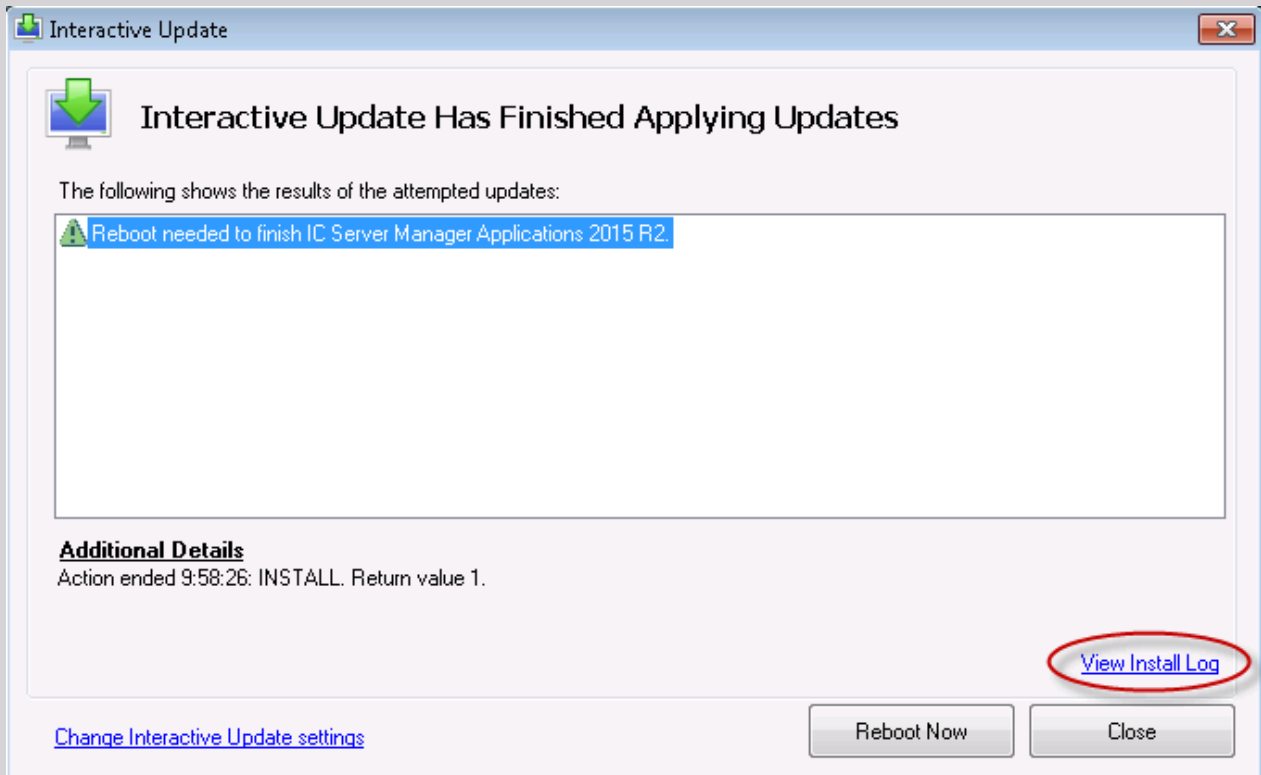 Interactive Update
Interactive Update Has Finished Applying Updates
The following shows the results of the attempted updates:
Reboot needed to finish IC Server Manager Applications 2015 R2.
Additional Details
Action ended 9:58:26: INSTALL. Return value 1.
View Install Log
Change Interactive Update settings
Reboot Now
Close